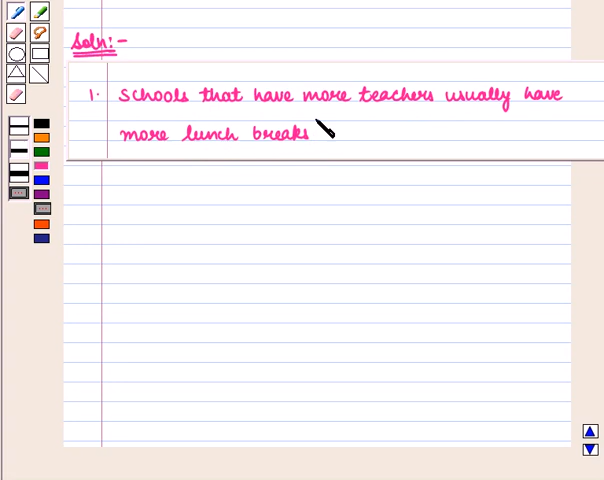 Soln:-
1. Schools that have more teachers usually have
more lunch breaks